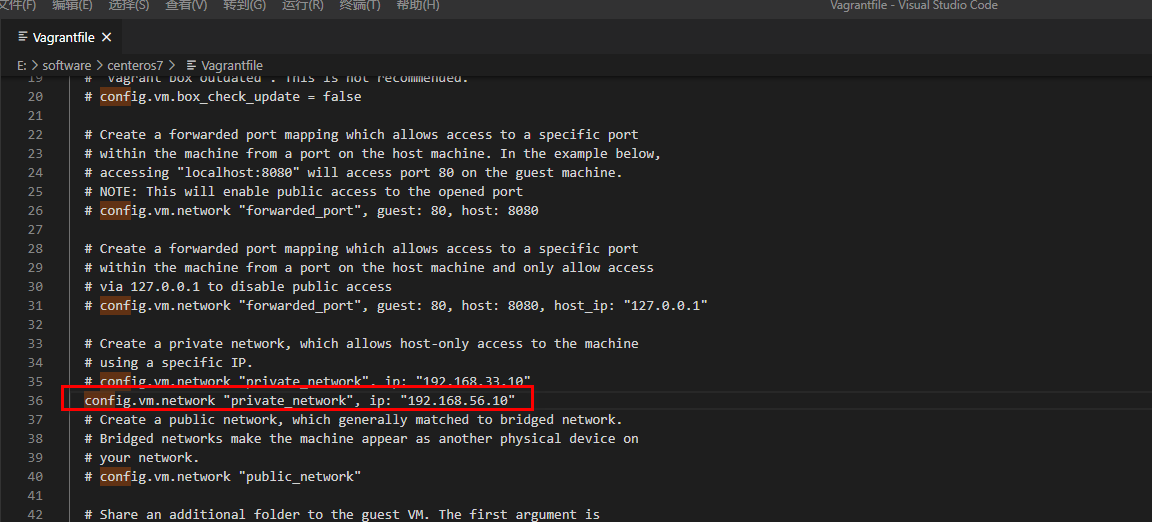 文件(F) 编辑(E) 选择(S) 查看(V) 转到(G) 运行(R) 终端(T) 帮助(H) Vagrantfile - Visual Studio Code
Vagrantfile
E: > software > centeros7 > Vagrantfile
19 # `vagrant box outdated`. This is not recommended.
20 # config.vm.box_check_update = false
21
22 # Create a forwarded port mapping which allows access to a specific port
23 # within the machine from a port on the host machine. In the example below,
24 # accessing "localhost:8080" will access port 80 on the guest machine.
25 # NOTE: This will enable public access to the opened port
26 # config.vm.network "forwarded_port", guest: 80, host: 8080
27
28 # Create a forwarded port mapping which allows access to a specific port
29 # within the machine from a port on the host machine and only allow access
30 # via 127.0.0.1 to disable public access
31 # config.vm.network "forwarded_port", guest: 80, host: 8080, host_ip: "127.0.0.1"
32
33 # Create a private network, which allows host-only access to the machine
34 # using a specific IP.
35 # config.vm.network "private_network", ip: "192.168.33.10"
36 config.vm.network "private_network", ip: "192.168.56.10"
37 # Create a public network, which generally matched to bridged network.
38 # Bridged networks make the machine appear as another physical device on
39 # your network.
40 # config.vm.network "public_network"
41
42 # Share an additional folder to the guest VM. The first argument is